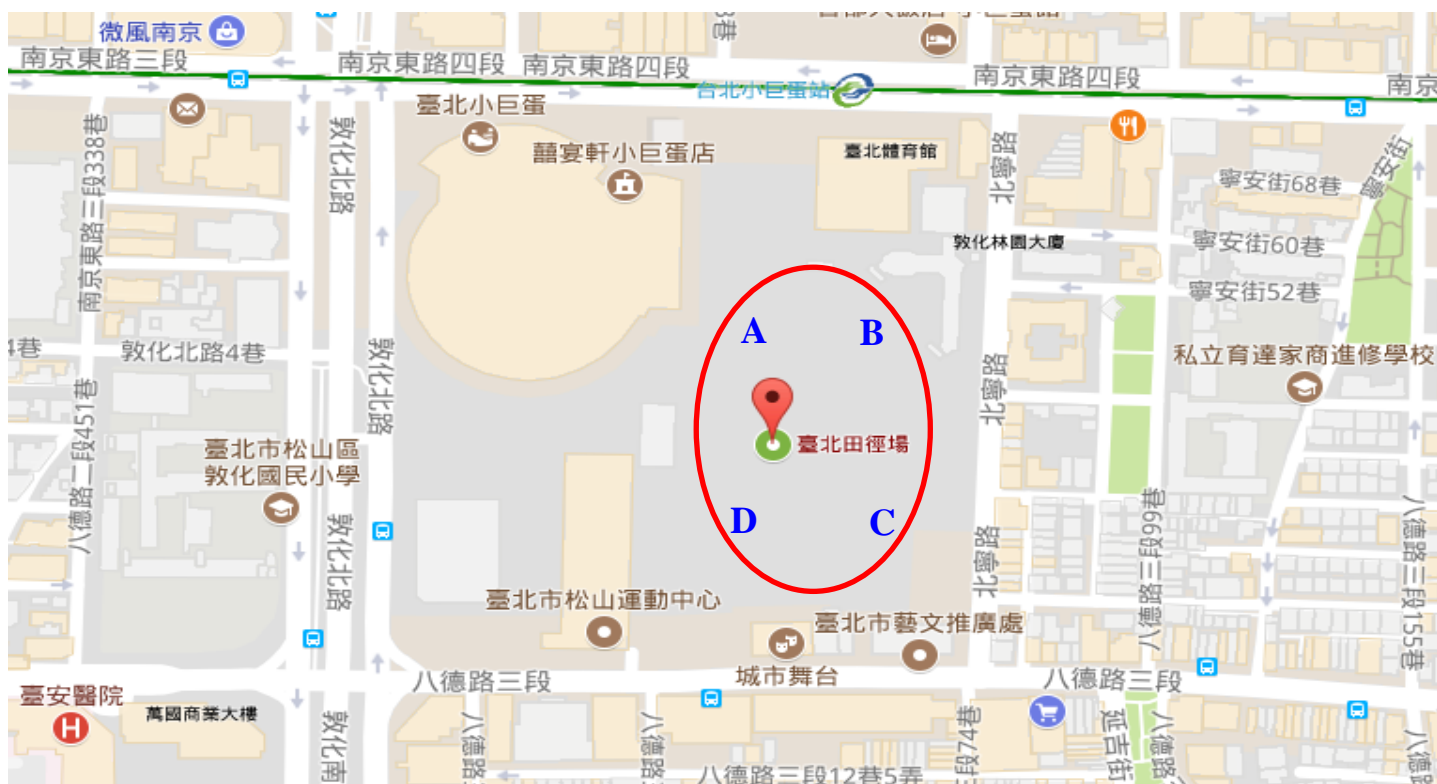 微風南京
南京東路三段
南京東路四段
南京東路四段
南京東路四段
台北小巨蛋站
臺北小巨蛋
囍宴軒小巨蛋店
臺北體育館
敦化北路
南京東路三段338巷
北寧路
寧安街
寧安街68巷
寧安街60巷
寧安街52巷
敦化林園大廈
A
B
敦化北路4巷
敦化北路
北寧路
私立育達家商進修學校
臺北市松山區
敦化國民小學
八德路二段451巷
臺北田徑場
D
C
敦化北路
北寧路
八德路三段99巷
八德路三段155巷
臺北市松山運動中心
臺北市藝文推廣處
城市舞台
八德路三段
八德路三段
臺安醫院
H
萬國商業大樓
延吉街
八德路三段12巷5弄